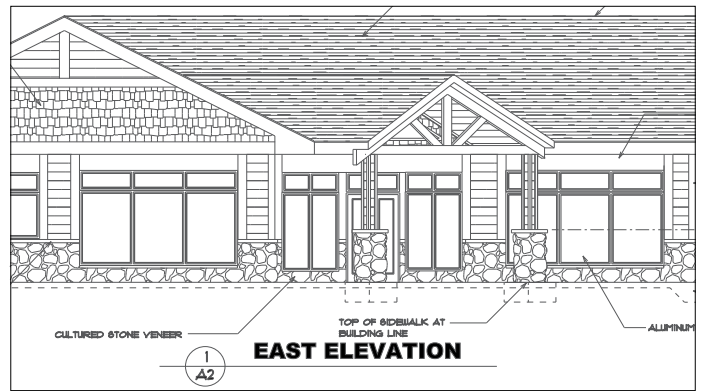 CULTURED STONE VENEER
TOP OF SIDEWALK AT
BUILDING LINE
ALUMINUM
1
A2
EAST ELEVATION